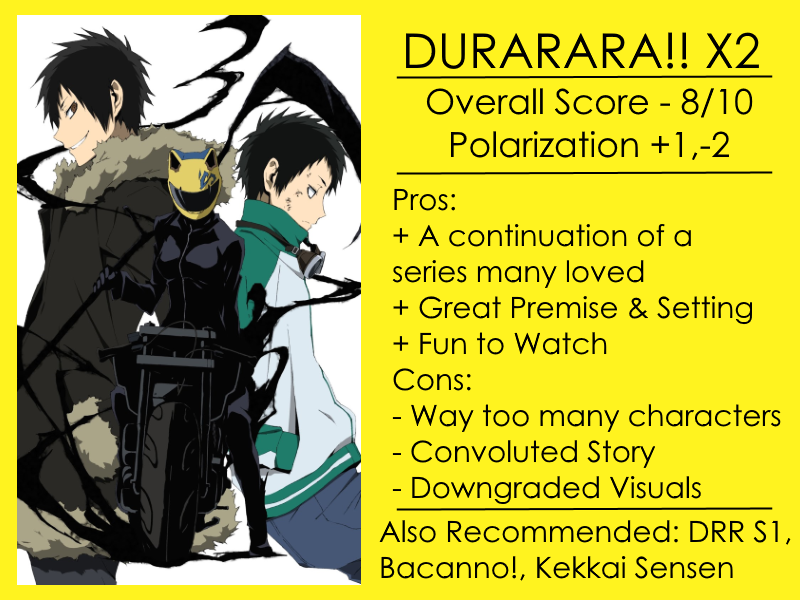 DURARARA!! X2
Overall Score - 8/10
Polarization +1,-2
Pros:
+ A continuation of a
series many loved
+ Great Premise & Setting
+ Fun to Watch
Cons:
- Way too many characters
- Convoluted Story
- Downgraded Visuals
Also Recommended: DRR S1,
Bacanno!, Kekkai Sensen